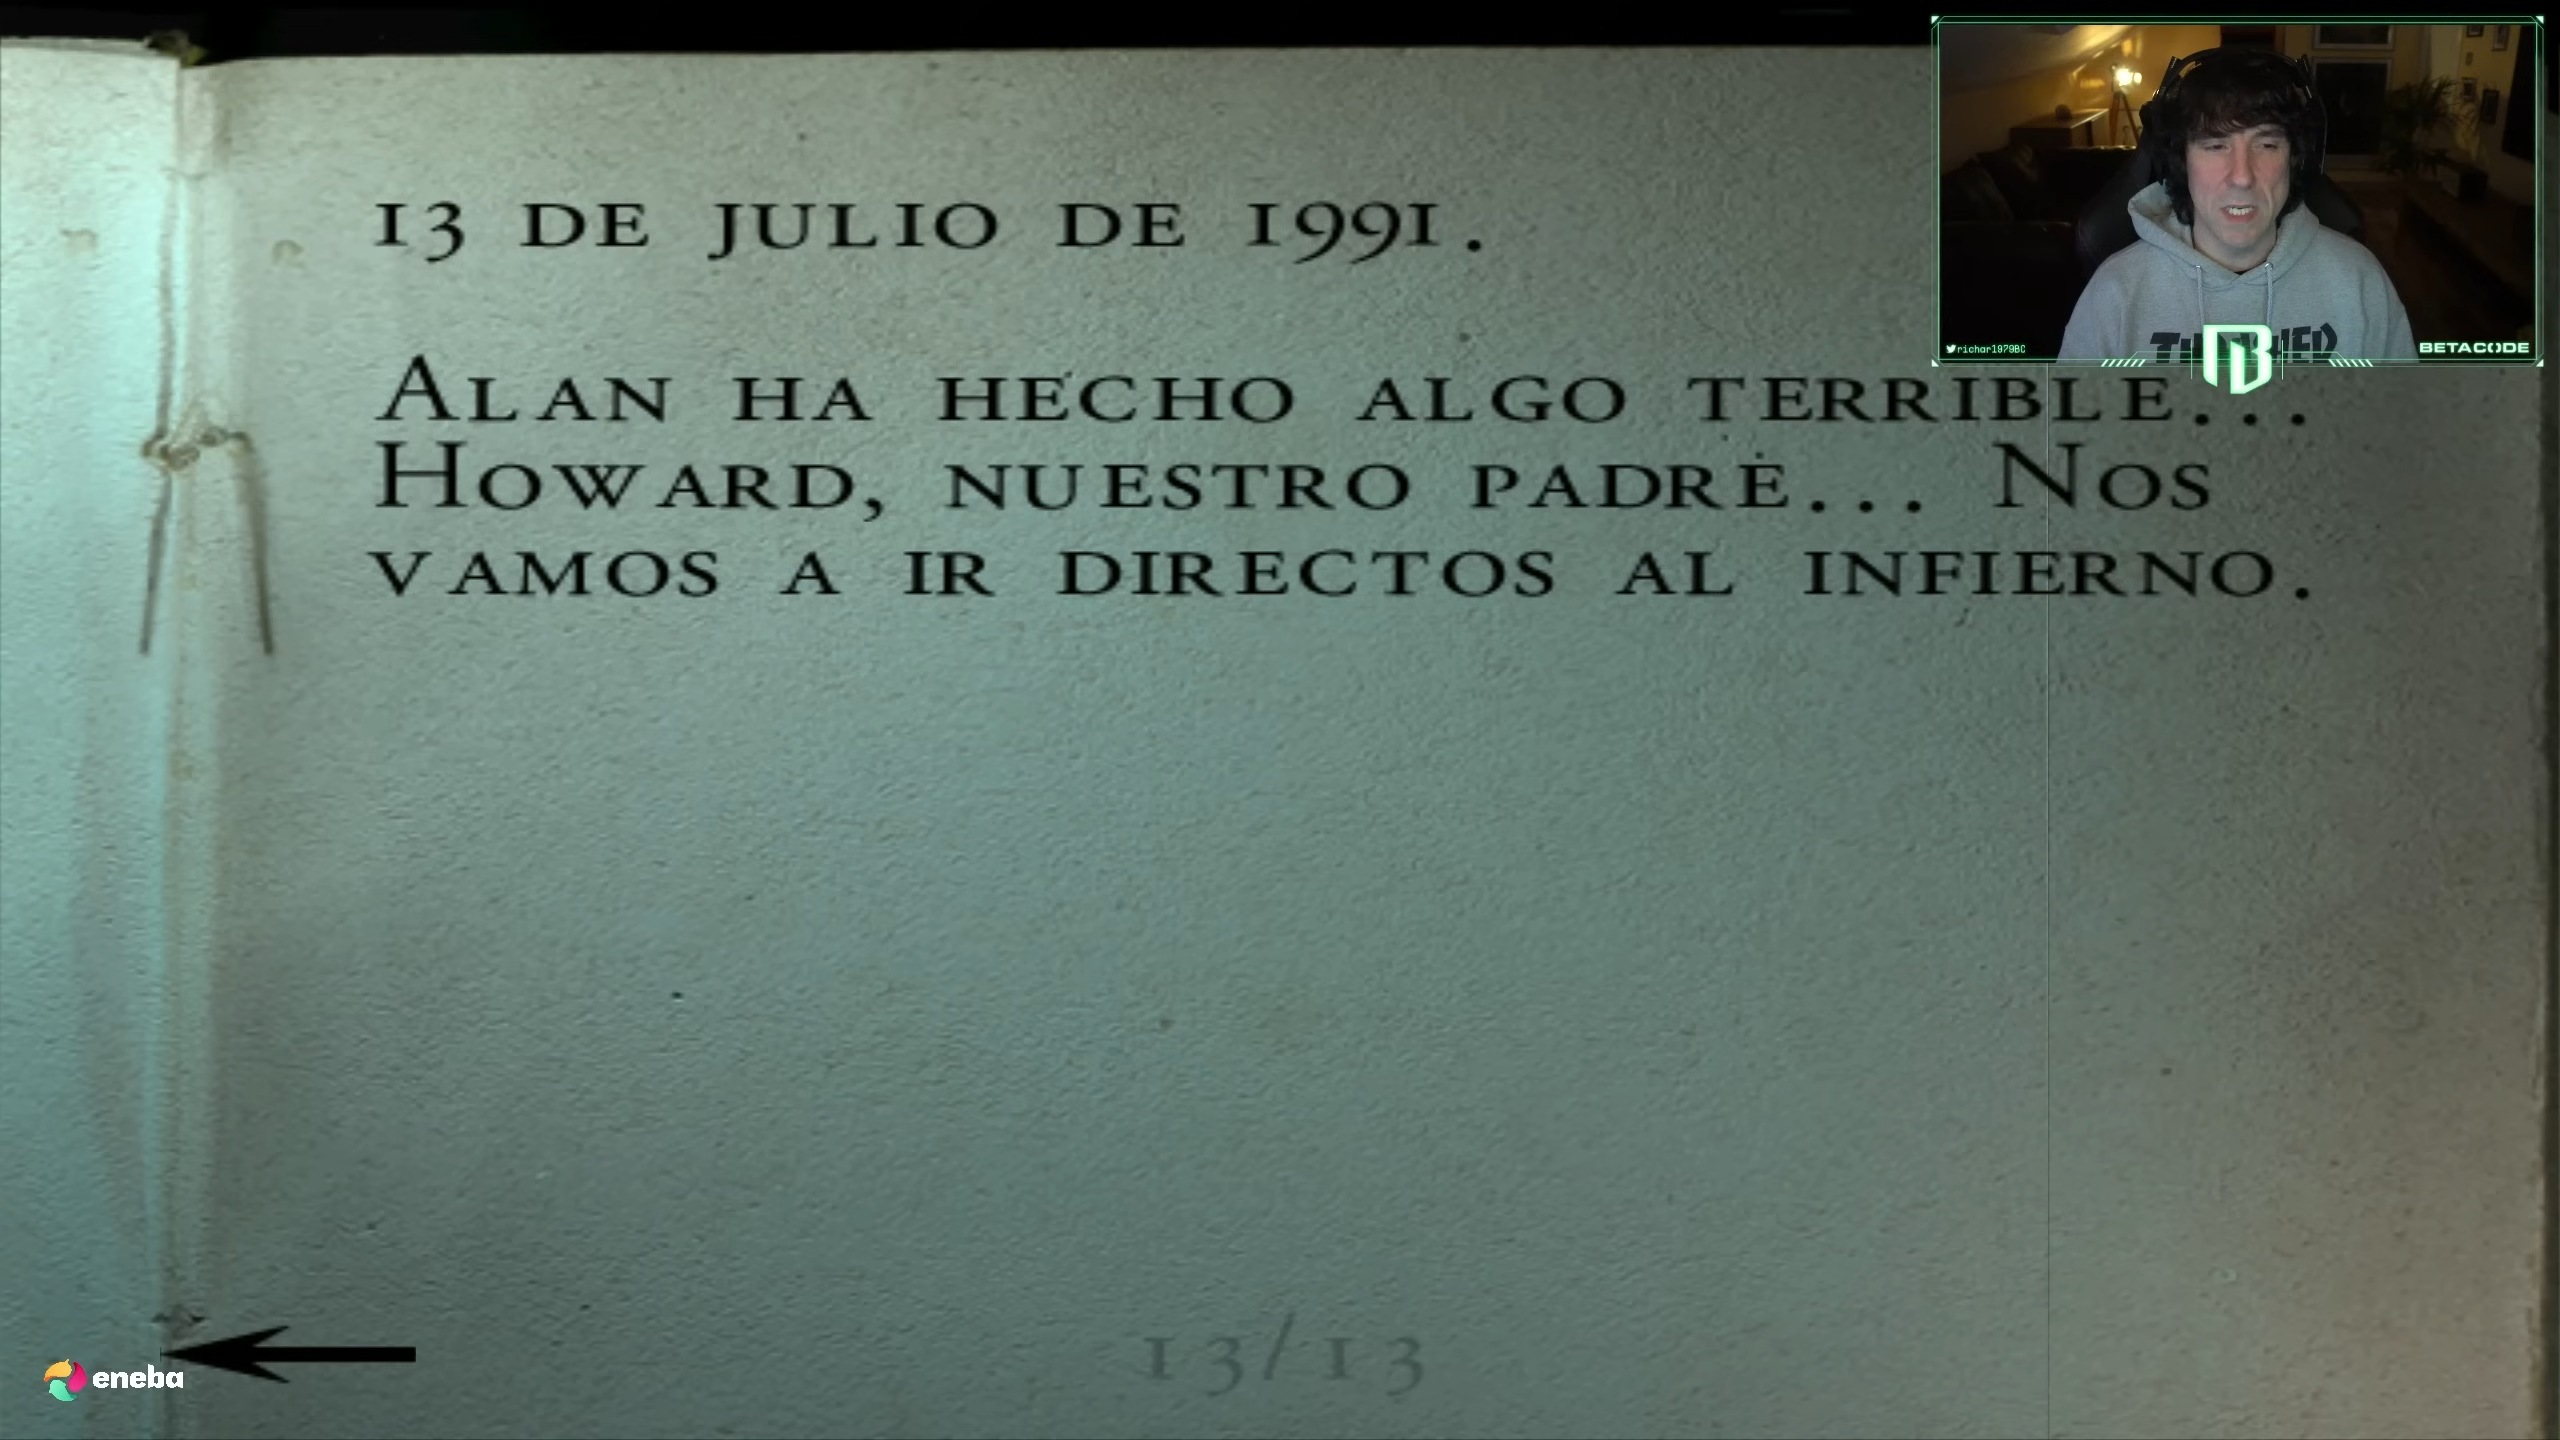 13 DE JULIO DE 1991.
ALAN HA HECHO ALGO TERRIBLE...
HOWARD, NUESTRO PADRE... NOS
VAMOS A IR DIRECTOS AL INFIERNO.
13/13
eneba
richar1979BC
BETACODE